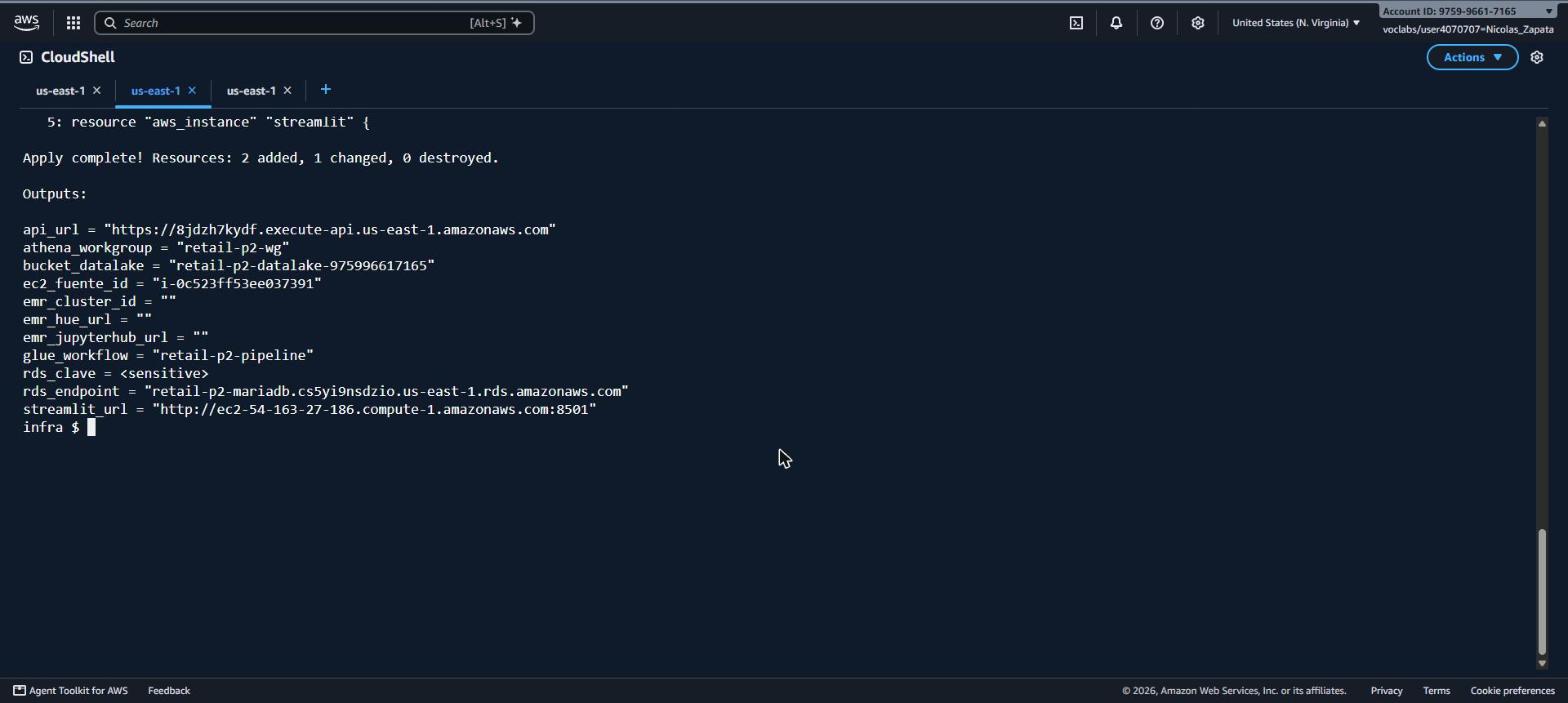 aws
Search
[Alt+S]
United States (N. Virginia)
Account ID: 9759-9661-7165
voclabs/user4070707=Nicolas_Zapata
CloudShell
Actions
us-east-1
us-east-1
us-east-1
5: resource "aws_instance" "streamlit" {
Apply complete! Resources: 2 added, 1 changed, 0 destroyed.
Outputs:
api_url = "https://8jdzh7kydf.execute-api.us-east-1.amazonaws.com"
athena_workgroup = "retail-p2-wg"
bucket_datalake = "retail-p2-datalake-975996617165"
ec2_fuente_id = "i-0c523ff53ee037391"
emr_cluster_id = ""
emr_hue_url = ""
emr_jupyterhub_url = ""
glue_workflow = "retail-p2-pipeline"
rds_clave = <sensitive>
rds_endpoint = "retail-p2-mariadb.cs5yi9nsdzio.us-east-1.rds.amazonaws.com"
streamlit_url = "http://ec2-54-163-27-186.compute-1.amazonaws.com:8501"
infra $
Agent Toolkit for AWS
Feedback
© 2026, Amazon Web Services, Inc. or its affiliates.
Privacy
Terms
Cookie preferences